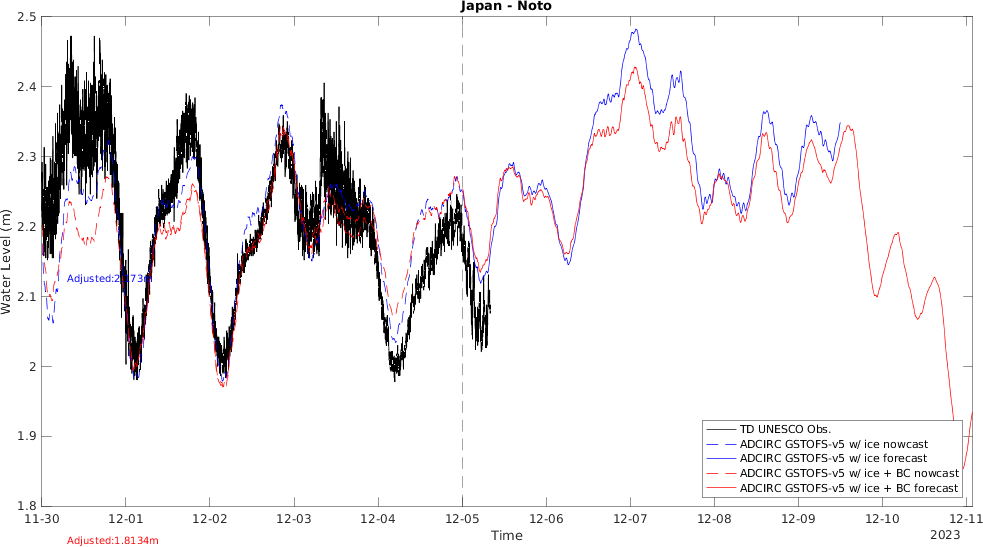 Japan - Noto
2.5
2.4
2.3
2.2
2.1
2
1.9
1.8
Water Level (m)
11-30
12-01
12-02
12-03
12-04
12-05
12-06
12-07
12-08
12-09
12-10
12-11
Time
2023
TD UNESCO Obs.
ADCIRC GSTOFS-v5 w/ ice nowcast
ADCIRC GSTOFS-v5 w/ ice forecast
ADCIRC GSTOFS-v5 w/ ice + BC nowcast
ADCIRC GSTOFS-v5 w/ ice + BC forecast
Adjusted:1.8134m